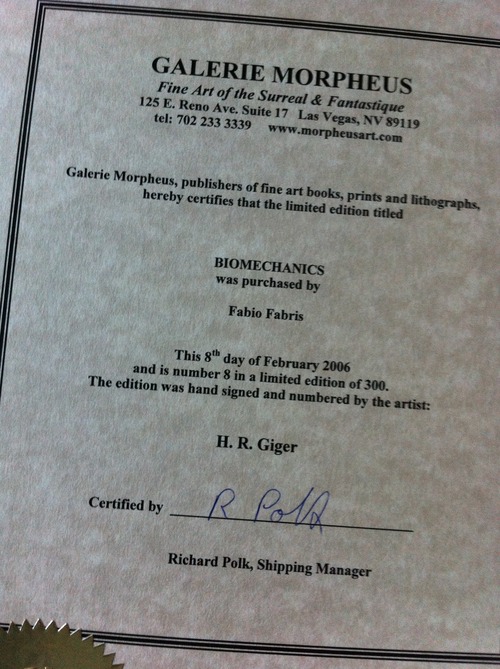 GALERIE MORPHEUS
Fine Art of the Surreal & Fantastique
125 E. Reno Ave. Suite 17 Las Vegas, NV 89119
tel: 702 233 3339 www.morpheusart.com
Galerie Morpheus, publishers of fine art books, prints and lithographs,
hereby certifies that the limited edition titled
BIOMECHANICS
was purchased by
Fabio Fabris
This 8th day of February 2006
and is number 8 in a limited edition of 300.
The edition was hand signed and numbered by the artist:
H. R. Giger
Certified by R Polk
Richard Polk, Shipping Manager